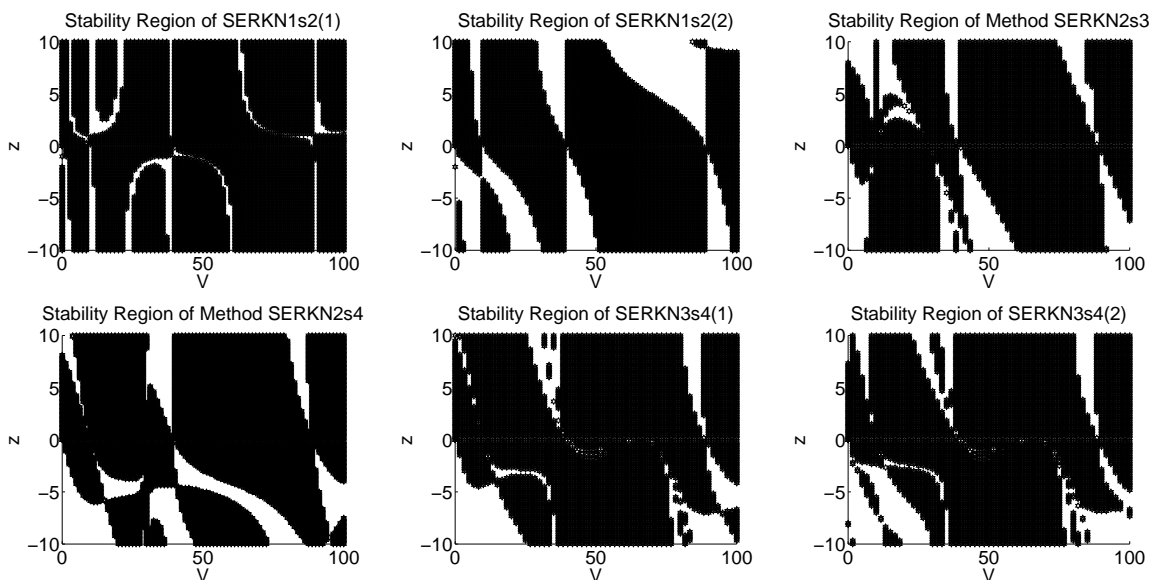 Stability Region of SERKN1s2(1)
10
5
0
−5
−10
z
0
50
100
V
Stability Region of SERKN1s2(2)
10
5
0
−5
−10
z
0
50
100
V
Stability Region of Method SERKN2s3
10
5
0
−5
−10
z
0
50
100
V
Stability Region of Method SERKN2s4
10
5
0
−5
−10
z
0
50
100
V
Stability Region of SERKN3s4(1)
10
5
0
−5
−10
z
0
50
100
V
Stability Region of SERKN3s4(2)
10
5
0
−5
−10
z
0
50
100
V